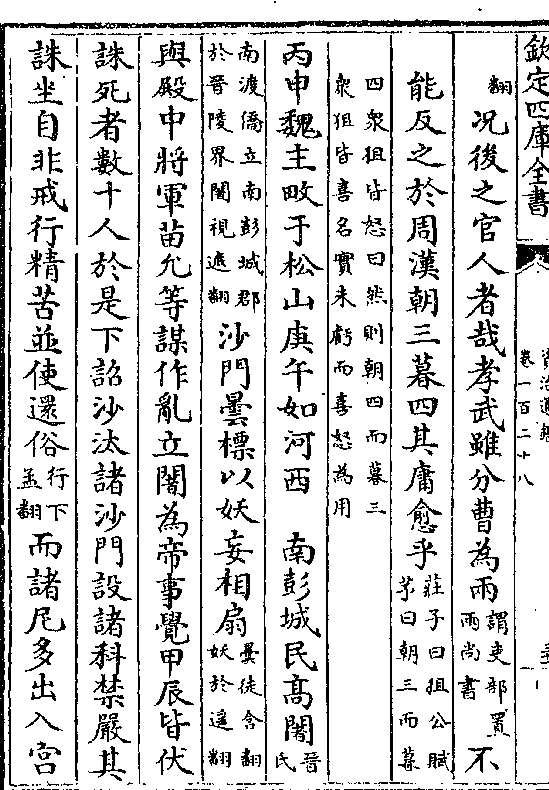 欽定四庫全書
資治通鑑
卷一百二十八
翻況後之官人者哉孝武雖分曹為兩謂吏部置兩尚書不
能反之於周漢朝三暮四其庸愈乎莊子曰狙公賦芧曰朝三而暮
四衆狙皆怒曰然則朝四而暮三衆狙皆喜名實未虧而喜怒為用
丙申魏主畋于松山庚午如河西　南彭城民高闍晉氏
南渡僑立南彭城郡於晉陵界闍視遮翻沙門曇標以妖妄相扇曇徒含翻妖於遥翻
與殿中將軍苗允等謀作亂立闍為帝事覺甲辰皆伏
誅死者數十人於是下詔沙汰諸沙門設諸科禁嚴其
誅坐自非戒行精苦並使還俗行下孟翻而諸尼多出入宮